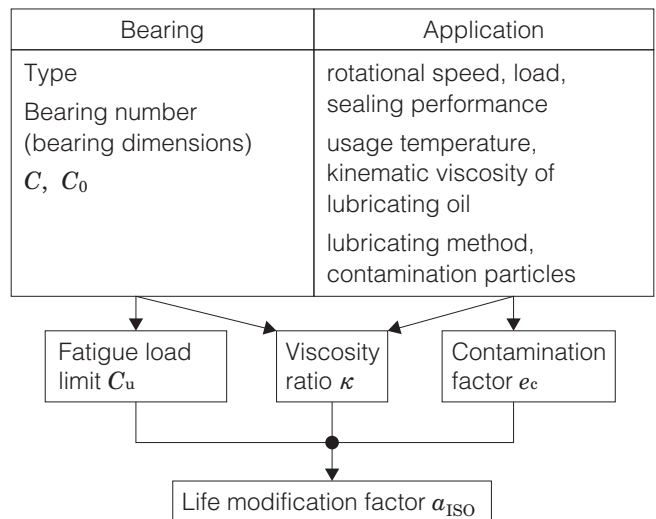 Bearing
Application
Type
Bearing number
(bearing dimensions)
C, C₀
rotational speed, load,
sealing performance
usage temperature,
kinematic viscosity of
lubricating oil
lubricating method,
contamination particles
Fatigue load
limit Cu
Viscosity
ratio κ
Contamination
factor ec
Life modification factor aISO